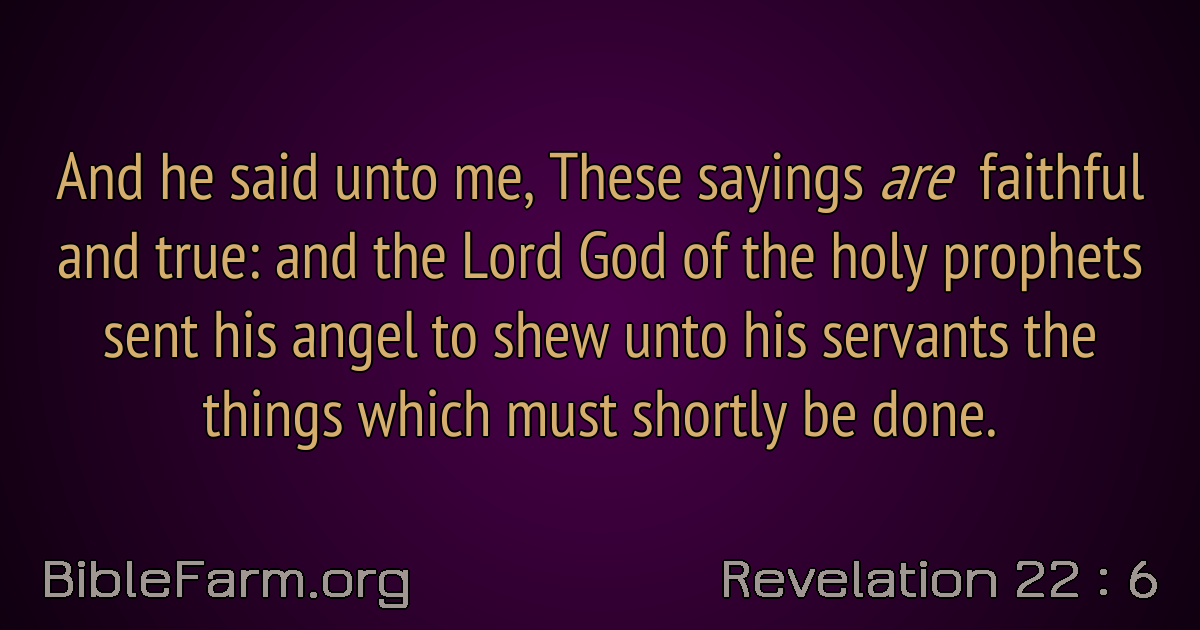 And he said unto me, These sayings are faithful
and true: and the Lord God of the holy prophets
sent his angel to shew unto his servants the
things which must shortly be done.
BibleFarm.org
Revelation 22 : 6